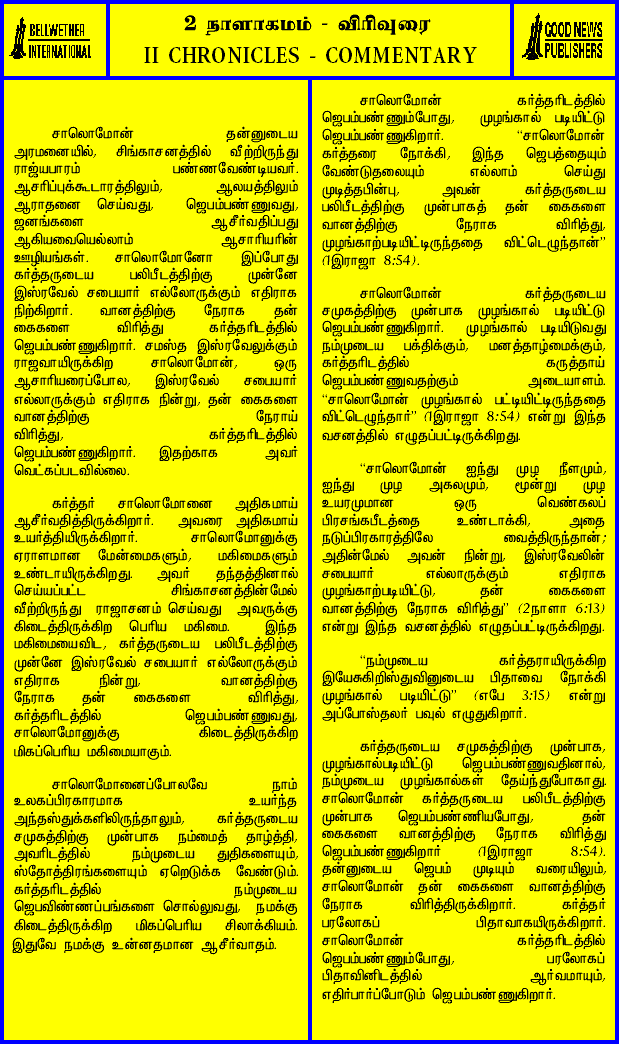 BELLWETHER
INTERNATIONAL
2 நாளாகமம் - விரிவுரை
II CHRONICLES - COMMENTARY
GOOD NEWS
PUBLISHERS
சாலொமோன் தன்னுடைய
அரமனையில், சிங்காசனத்தில் வீற்றிருந்து
ராஜ்யபாரம் பண்ணவேண்டியவர்.
ஆசரிப்புக்கூடாரத்திலும், ஆலயத்திலும்
ஆராதனை செய்வது, ஜெபம்பண்ணுவது,
ஜனங்களை ஆசீர்வதிப்பது
ஆகியவையெல்லாம் ஆசாரியரின்
ஊழியங்கள். சாலொமோனோ இப்போது
கர்த்தருடைய பலிபீடத்திற்கு முன்னே
இஸ்ரவேல் சபையார் எல்லோருக்கும் எதிராக
நிற்கிறார். வானத்திற்கு நேராக தன்
கைகளை விரித்து கர்த்தரிடத்தில்
ஜெபம்பண்ணுகிறார். சமஸ்த இஸ்ரவேலுக்கும்
ராஜவாயிருக்கிற சாலொமோன், ஒரு
ஆசாரியரைப்போல, இஸ்ரவேல் சபையார்
எல்லாருக்கும் எதிராக நின்று, தன் கைகளை
வானத்திற்கு நேராய்
விரித்து, கர்த்தரிடத்தில்
ஜெபம்பண்ணுகிறார். இதற்காக அவர்
வெட்கப்படவில்லை.
கர்த்தர் சாலொமோனை அதிகமாய்
ஆசீர்வதித்திருக்கிறார். அவரை அதிகமாய்
உயர்த்தியிருக்கிறார். சாலொமோனுக்கு
ஏராளமான மேன்மைகளும், மகிமைகளும்
உண்டாயிருக்கிறது. அவர் தந்தத்தினால்
செய்யப்பட்ட சிங்காசனத்தின்மேல்
வீற்றிருந்து ராஜாசனம் செய்வது அவருக்கு
கிடைத்திருக்கிற பெரிய மகிமை. இந்த
மகிமையைவிட, கர்த்தருடைய பலிபீடத்திற்கு
முன்னே இஸ்ரவேல் சபையார் எல்லோருக்கும்
எதிராக நின்று, வானத்திற்கு
நேராக தன் கைகளை விரித்து,
கர்த்தரிடத்தில் ஜெபம்பண்ணுவது,
சாலொமோனுக்கு கிடைத்திருக்கிற
மிகப்பெரிய மகிமையாகும்.
சாலொமோனைப்போலவே நாம்
உலகப்பிரகாரமாக உயர்ந்த
அந்தஸ்துக்களிலிருந்தாலும், கர்த்தருடைய
சமுகத்திற்கு முன்பாக நம்மைத் தாழ்த்தி,
அவரிடத்தில் நம்முடைய துதிகளையும்,
ஸ்தோத்திரங்களையும் ஏறெடுக்க வேண்டும்.
கர்த்தரிடத்தில் நம்முடைய
ஜெபவிண்ணப்பங்களை சொல்லுவது, நமக்கு
கிடைத்திருக்கிற மிகப்பெரிய சிலாக்கியம்.
இதுவே நமக்கு உன்னதமான ஆசீர்வாதம்.
சாலொமோன் கர்த்தரிடத்தில்
ஜெபம்பண்ணும்போது, முழங்கால் படியிட்டு
ஜெபம்பண்ணுகிறார். "சாலொமோன்
கர்த்தரை நோக்கி, இந்த ஜெபத்தையும்
வேண்டுதலையும் எல்லாம் செய்து
முடித்தபின்பு, அவன் கர்த்தருடைய
பலிபீடத்திற்கு முன்பாகத் தன் கைகளை
வானத்திற்கு நேராக விரித்து,
முழங்காற்படியிட்டிருந்ததை விட்டெழுந்தான்"
(1இராஜா 8:54).
சாலொமோன் கர்த்தருடைய
சமுகத்திற்கு முன்பாக முழங்கால் படியிட்டு
ஜெபம்பண்ணுகிறார். முழங்கால் படியிடுவது
நம்முடைய பக்திக்கும், மனத்தாழ்மைக்கும்,
கர்த்தரிடத்தில் கருத்தாய்
ஜெபம்பண்ணுவதற்கும் அடையாளம்.
"சாலொமோன் முழங்கால் பட்டியிட்டிருந்ததை
விட்டெழுந்தார்" (1இராஜா 8:54) என்று இந்த
வசனத்தில் எழுதப்பட்டிருக்கிறது.
"சாலொமோன் ஐந்து முழ நீளமும்,
ஐந்து முழ அகலமும், மூன்று முழ
உயரமுமான ஒரு வெண்கலப்
பிரசங்கபீடத்தை உண்டாக்கி, அதை
நடுப்பிரகாரத்திலே வைத்திருந்தான்;
அதின்மேல் அவன் நின்று, இஸ்ரவேலின்
சபையார் எல்லாருக்கும் எதிராக
முழங்காற்படியிட்டு, தன் கைகளை
வானத்திற்கு நேராக விரித்து" (2நாளா 6:13)
என்று இந்த வசனத்தில் எழுதப்பட்டிருக்கிறது.
"நம்முடைய கர்த்தராயிருக்கிற
இயேசுகிறிஸ்துவினுடைய பிதாவை நோக்கி
முழங்கால் படியிட்டு" (எபே 3:15) என்று
அப்போஸ்தலர் பவுல் எழுதுகிறார்.
கர்த்தருடைய சமுகத்திற்கு முன்பாக,
முழங்கால்படியிட்டு ஜெபம்பண்ணுவதினால்,
நம்முடைய முழங்கால்கள் தேய்ந்துபோகாது.
சாலொமோன் கர்த்தருடைய பலிபீடத்திற்கு
முன்பாக ஜெபம்பண்ணியபோது, தன்
கைகளை வானத்திற்கு நேராக விரித்து
ஜெபம்பண்ணுகிறார் (1இராஜா 8:54).
தன்னுடைய ஜெபம் முடியும் வரையிலும்,
சாலொமோன் தன் கைகளை வானத்திற்கு
நேராக விரித்திருக்கிறார். கர்த்தர்
பரலோகப் பிதாவாகயிருக்கிறார்.
சாலொமோன் கர்த்தரிடத்தில்
ஜெபம்பண்ணும்போது, பரலோகப்
பிதாவினிடத்தில் ஆர்வமாயும்,
எதிர்பார்ப்போடும் ஜெபம்பண்ணுகிறார்.